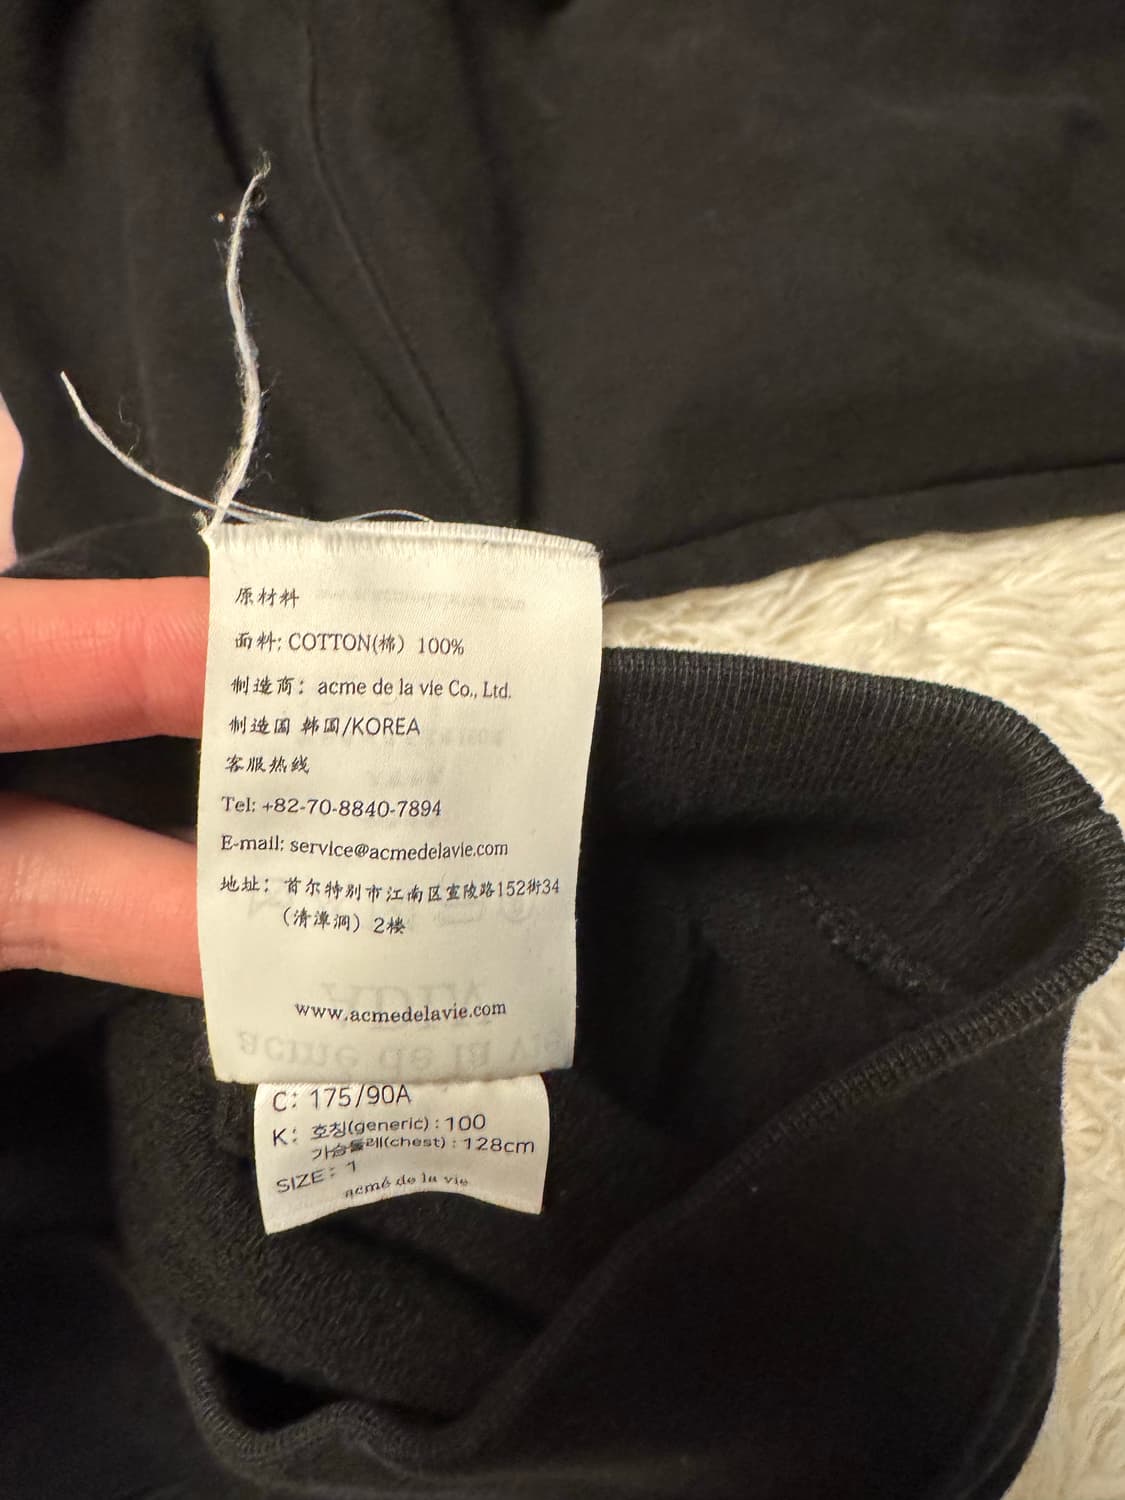 原材料
面料: COTTON(棉) 100%
制造商: acme de la vie Co., Ltd.
制造国 韩国/KOREA
客服热线
Tel: +82-70-8840-7894
E-mail: service@acmedelavie.com
地址: 首尔特别市江南区宣陵路152街34
(清潭洞) 2楼
www.acmedelavie.com
C: 175/90A
K: 호칭(generic) : 100
가슴둘레(chest) : 128cm
SIZE : 1
acmé de la vie